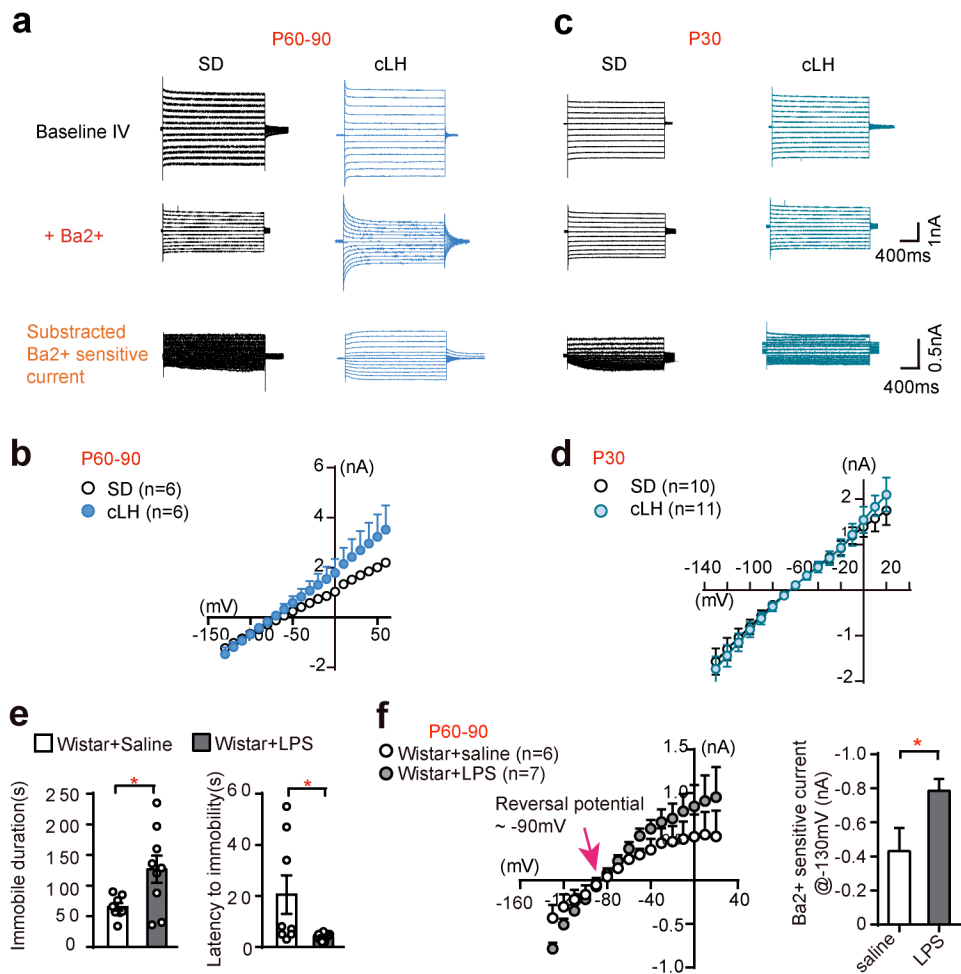 a
P60-90
SD
cLH
Baseline IV
+ Ba2+
Substracted
Ba2+ sensitive
current
c
P30
SD
cLH
1nA
400ms
0.5nA
400ms
b
P60-90
SD (n=6)
cLH (n=6)
(nA)
6
4
2
-2
(mV)
-150
-100
-50
50
d
P30
SD (n=10)
cLH (n=11)
(nA)
2
1
-1
-2
-140
-100
-60
-20
20
(mV)
e
Wistar+Saline
Wistar+LPS
Immobile duration(s)
250
200
150
100
50
0
*
Latency to immobility(s)
60
40
20
0
*
f
P60-90
Wistar+saline (n=6)
Wistar+LPS (n=7)
Reversal potential
~ -90mV
(nA)
1.5
1.0
0.5
-0.5
-1.0
(mV)
-160
-120
-80
-40
40
Ba2+ sensitive current
@-130mV (nA)
-1.0
-0.8
-0.6
-0.4
-0.2
0
*
saline
LPS